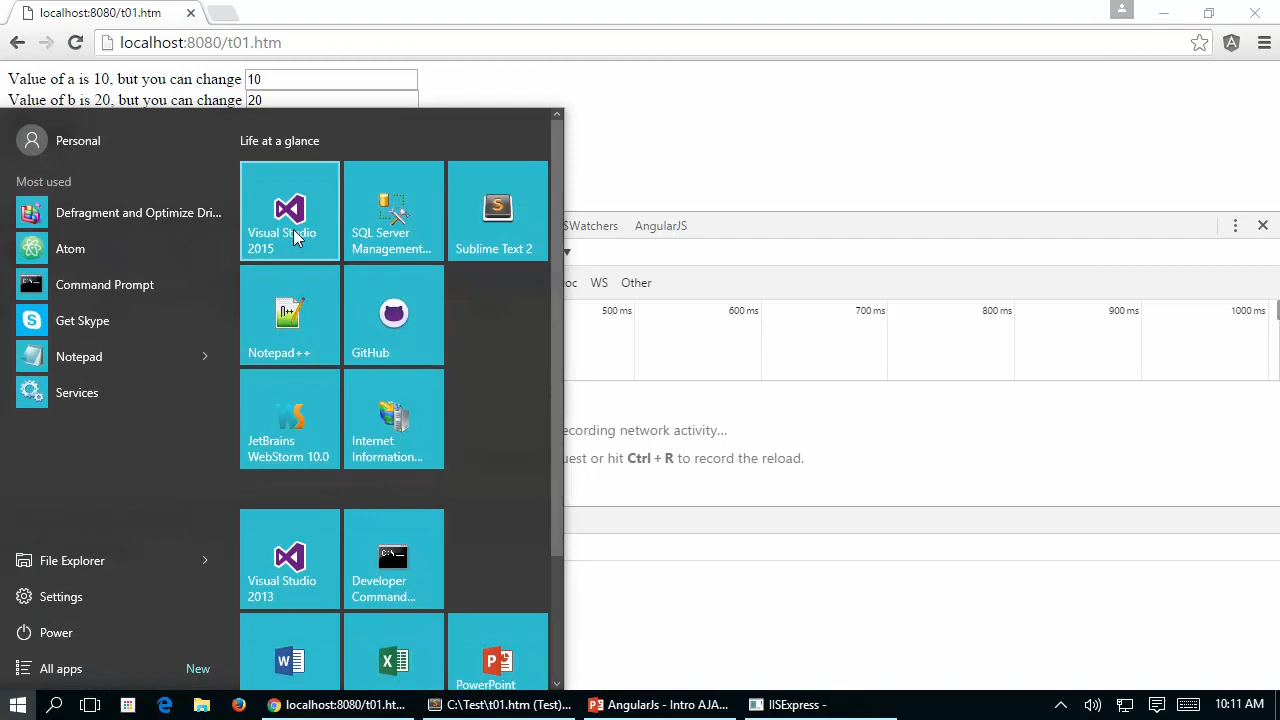 localhost:8080/t01.htm
localhost:8080/t01.htm
Value of a is 10, but you can change 10
Value of b is 20, but you can change 20
Personal
Life at a glance
Most used
Defragment and Optimize Dri...
Atom
Command Prompt
Get Skype
Notepad
Services
File Explorer
Settings
Power
All apps
New
Visual Studio
2015
SQL Server
Management...
Sublime Text 2
Notepad++
GitHub
JetBrains
WebStorm 10.0
Internet
Information...
Visual Studio
2013
Developer
Command...
PowerPoint
$Watchers
AngularJS
oc
WS
Other
500 ms
600 ms
700 ms
800 ms
900 ms
1000 ms
ecording network activity...
uest or hit Ctrl + R to record the reload.
localhost:8080/t01.ht...
C:\Test\t01.htm (Test)...
AngularJs - Intro AJA...
IISExpress -
10:11 AM